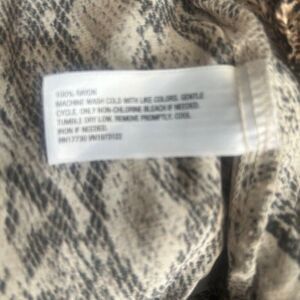 100% RAYON
MACHINE WASH COLD WITH LIKE COLORS, GENTLE
CYCLE, ONLY NON-CHLORINE BLEACH IF NEEDED.
TUMBLE DRY LOW, REMOVE PROMPTLY, COOL
IRON IF NEEDED.